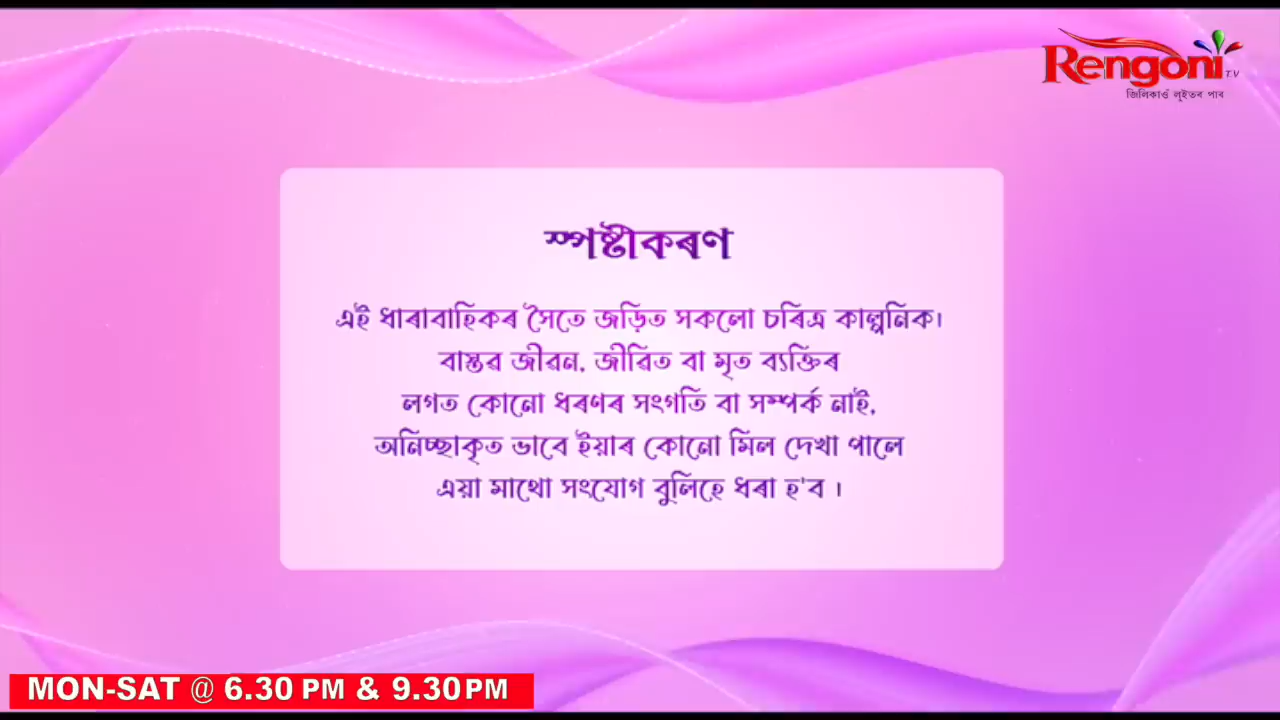 Rengoni TV
জিলিকাওঁ লুইতৰ পাৰ
স্পষ্টীকৰণ
এই ধাৰাবাহিকৰ সৈতে জড়িত সকলো চৰিত্ৰ কাল্পনিক।
বাস্তৱ জীৱন, জীৱিত বা মৃত ব্যক্তিৰ
লগত কোনো ধৰণৰ সংগতি বা সম্পৰ্ক নাই,
অনিচ্ছাকৃত ভাবে ইয়াৰ কোনো মিল দেখা পালে
এয়া মাথো সংযোগ বুলিহে ধৰা হ'ব ।
MON-SAT @ 6.30 PM & 9.30PM